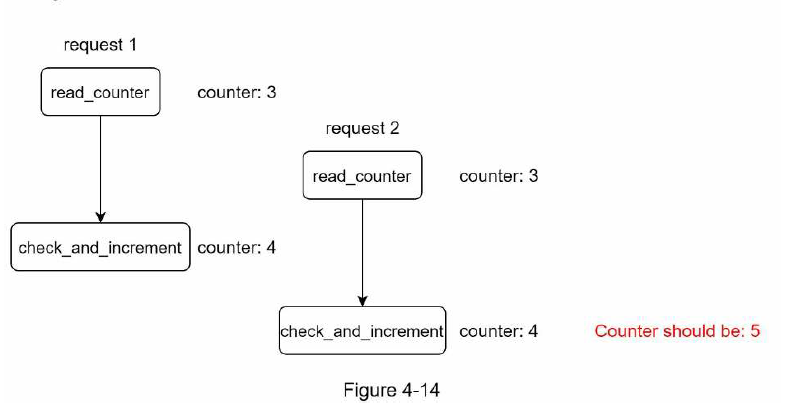 request 1
read_counter
counter: 3
request 2
read_counter
counter: 3
check_and_increment
counter: 4
check_and_increment
counter: 4
Counter should be: 5
Figure 4-14